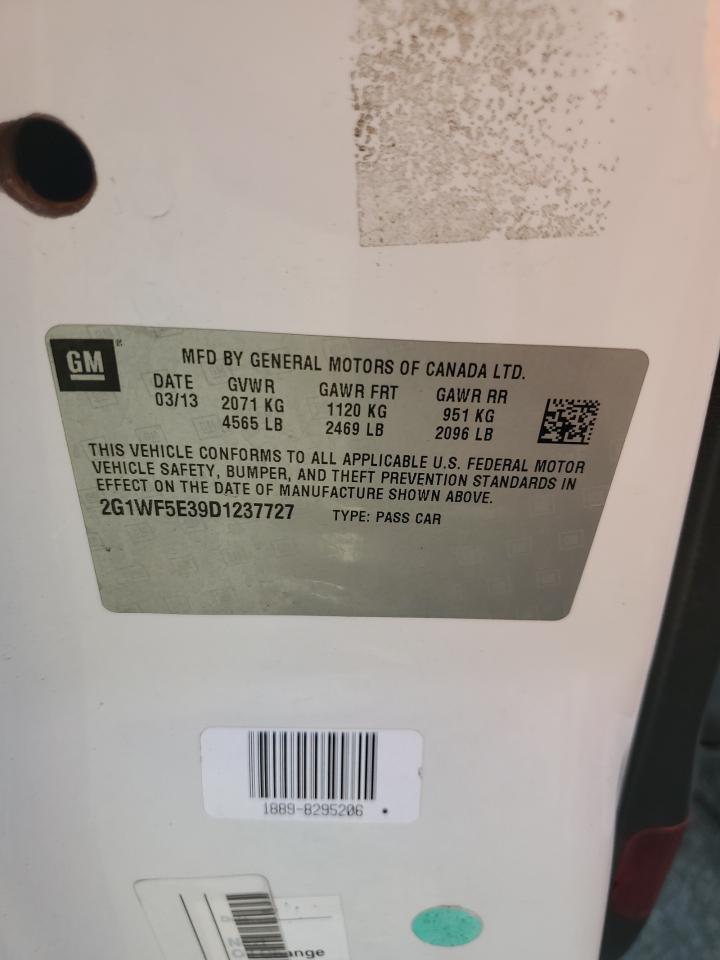 GM
MFD BY GENERAL MOTORS OF CANADA LTD.
DATE GVWR GAWR FRT GAWR RR
03/13 2071 KG 1120 KG 951 KG
4565 LB 2469 LB 2096 LB
THIS VEHICLE CONFORMS TO ALL APPLICABLE U.S. FEDERAL MOTOR
VEHICLE SAFETY, BUMPER, AND THEFT PREVENTION STANDARDS IN
EFFECT ON THE DATE OF MANUFACTURE SHOWN ABOVE.
2G1WF5E39D1237727 TYPE: PASS CAR
1889-8295206